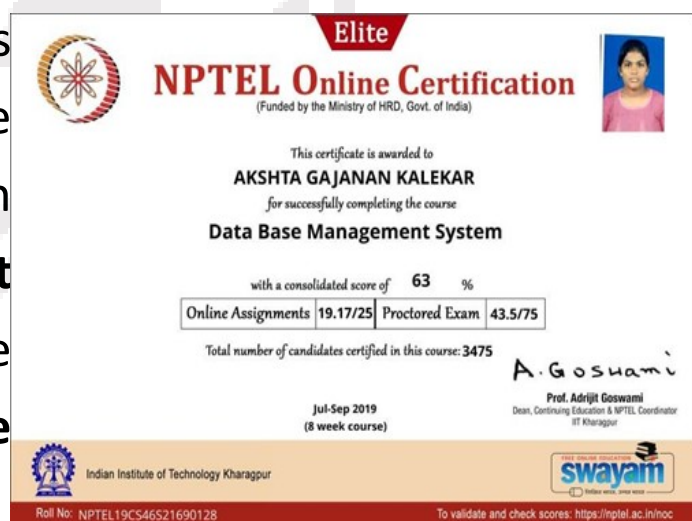 Elite
NPTEL Online Certification
(Funded by the Ministry of HRD, Govt. of India)
This certificate is awarded to
AKSHTA GAJANAN KALEKAR
for successfully completing the course
Data Base Management System
with a consolidated score of 63 %
Online Assignments 19.17/25 Proctored Exam 43.5/75
Total number of candidates certified in this course: 3475
A. Goswami
Prof. Adrijit Goswami
Dean, Continuing Education & NPTEL Coordinator
IIT Kharagpur
Jul-Sep 2019
(8 week course)
Indian Institute of Technology Kharagpur
FREE ONLINE EDUCATION
swayam
Roll No: NPTEL19CS46S21690128
To validate and check scores: https://nptel.ac.in/noc